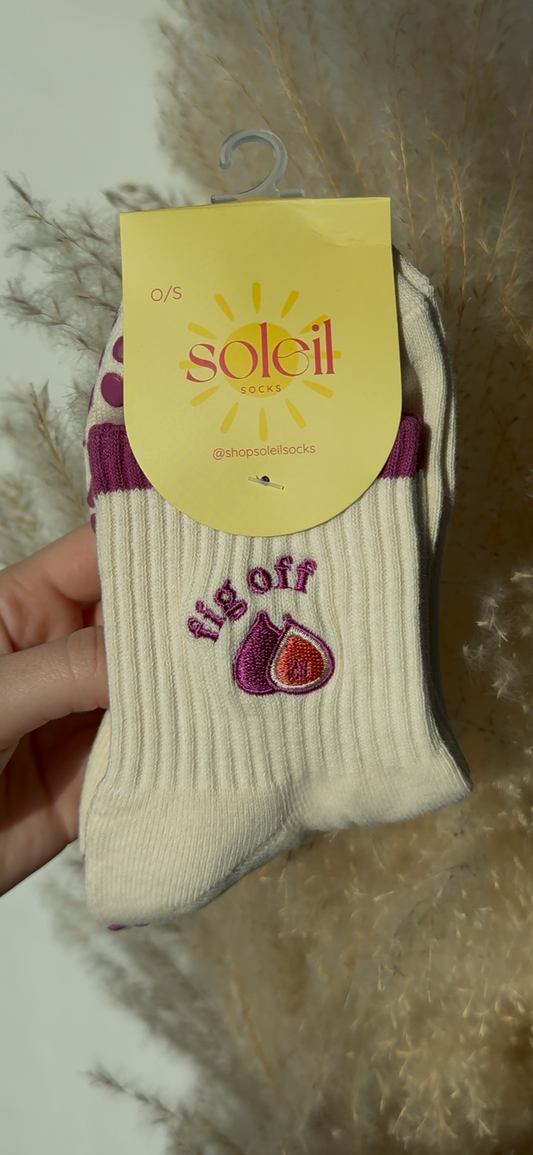 O/S
soleil
SOCKS
@shopsoleilsocks
fig off